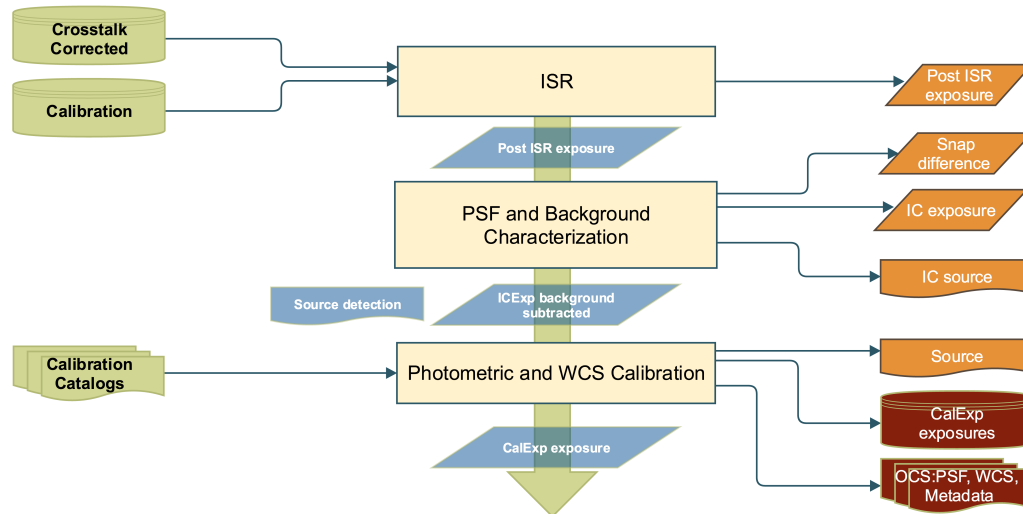 Crosstalk
Corrected
Calibration
ISR
Post ISR
exposure
Post ISR exposure
Snap
difference
PSF and Background
Characterization
IC exposure
IC source
Source detection
ICExp background
subtracted
Calibration
Catalogs
Photometric and WCS Calibration
Source
CalExp
exposures
CalExp exposure
OCS:PSF, WCS,
Metadata